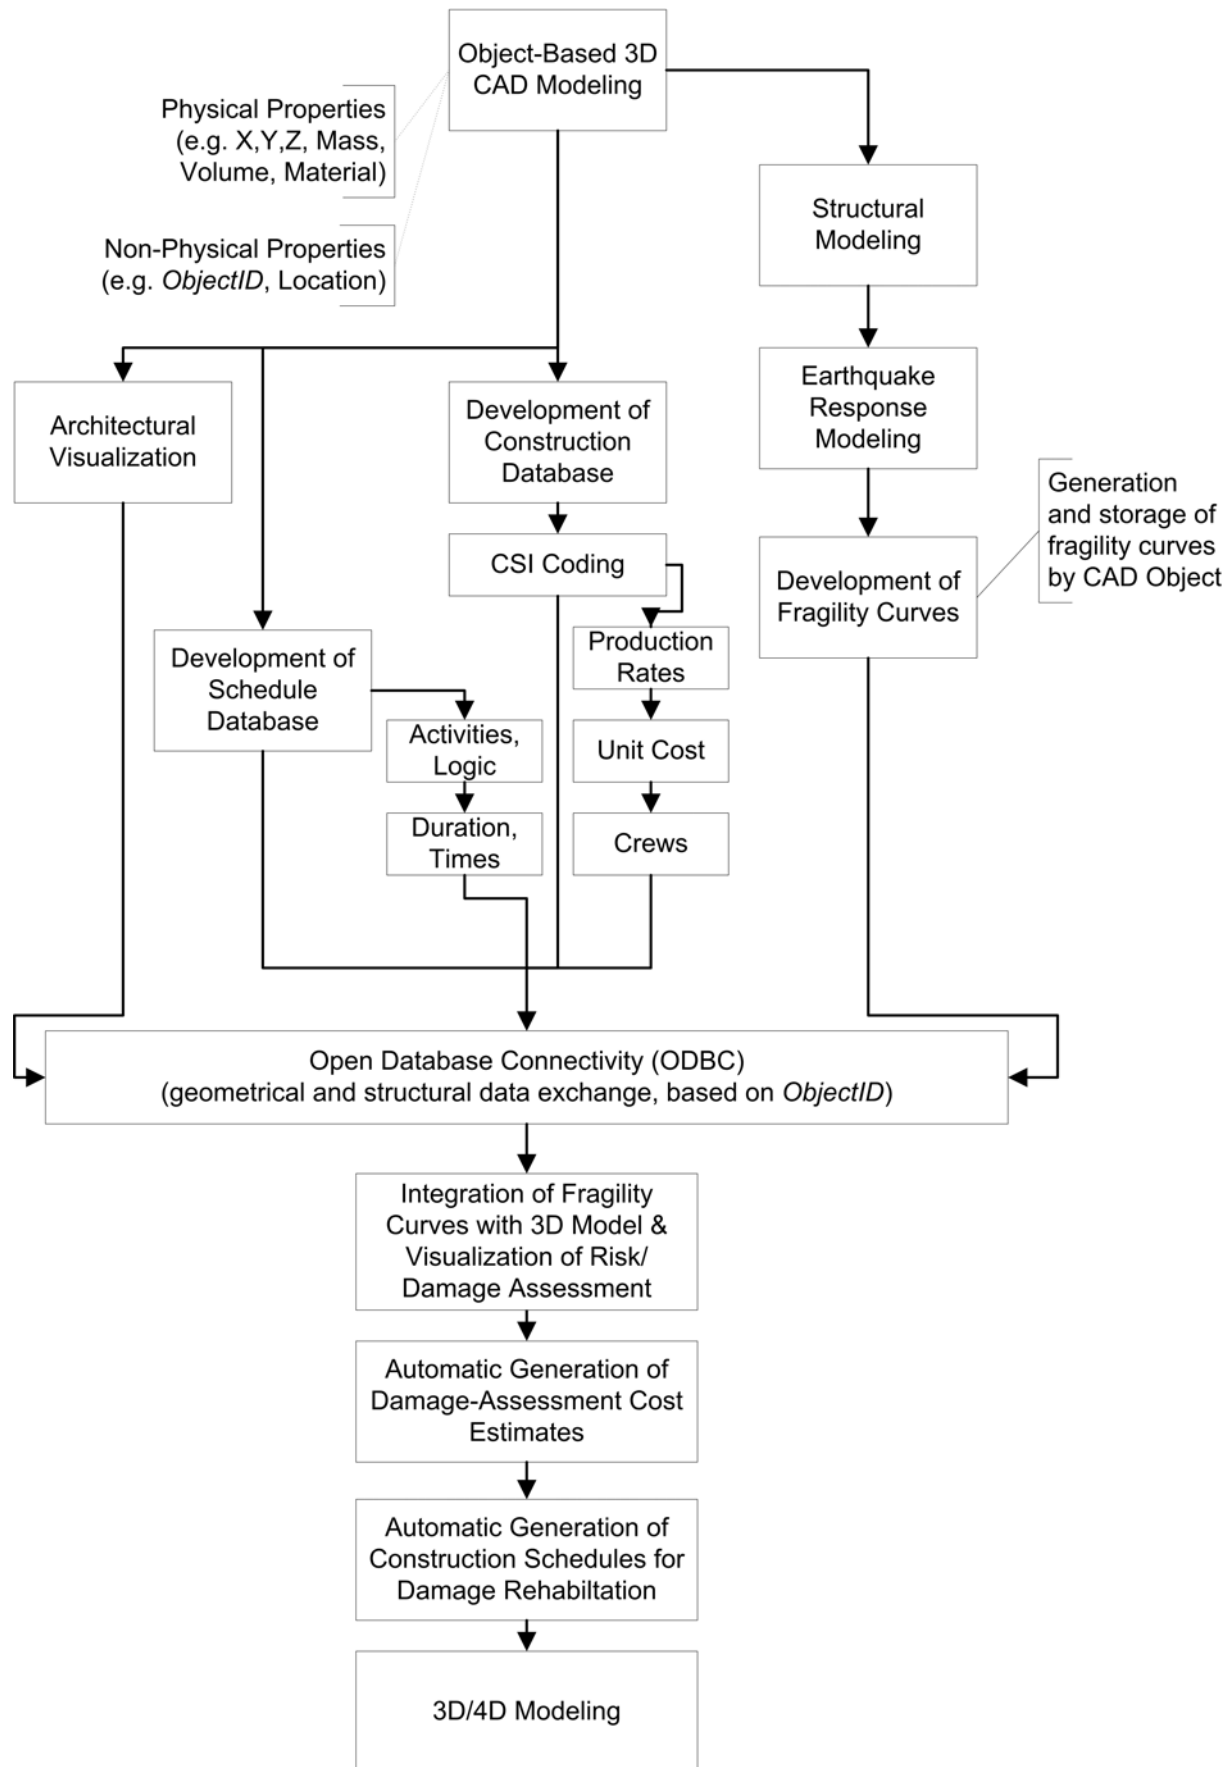 Object-Based 3D
CAD Modeling
Physical Properties
(e.g. X,Y,Z, Mass,
Volume, Material)
Non-Physical Properties
(e.g. ObjectID, Location)
Structural
Modeling
Architectural
Visualization
Development of
Construction
Database
Earthquake
Response
Modeling
Generation
and storage of
fragility curves
by CAD Object
CSI Coding
Development of
Fragility Curves
Development of
Schedule
Database
Production
Rates
Activities,
Logic
Unit Cost
Duration,
Times
Crews
Open Database Connectivity (ODBC)
(geometrical and structural data exchange, based on ObjectID)
Integration of Fragility
Curves with 3D Model &
Visualization of Risk/
Damage Assessment
Automatic Generation of
Damage-Assessment Cost
Estimates
Automatic Generation of
Construction Schedules for
Damage Rehabiltation
3D/4D Modeling